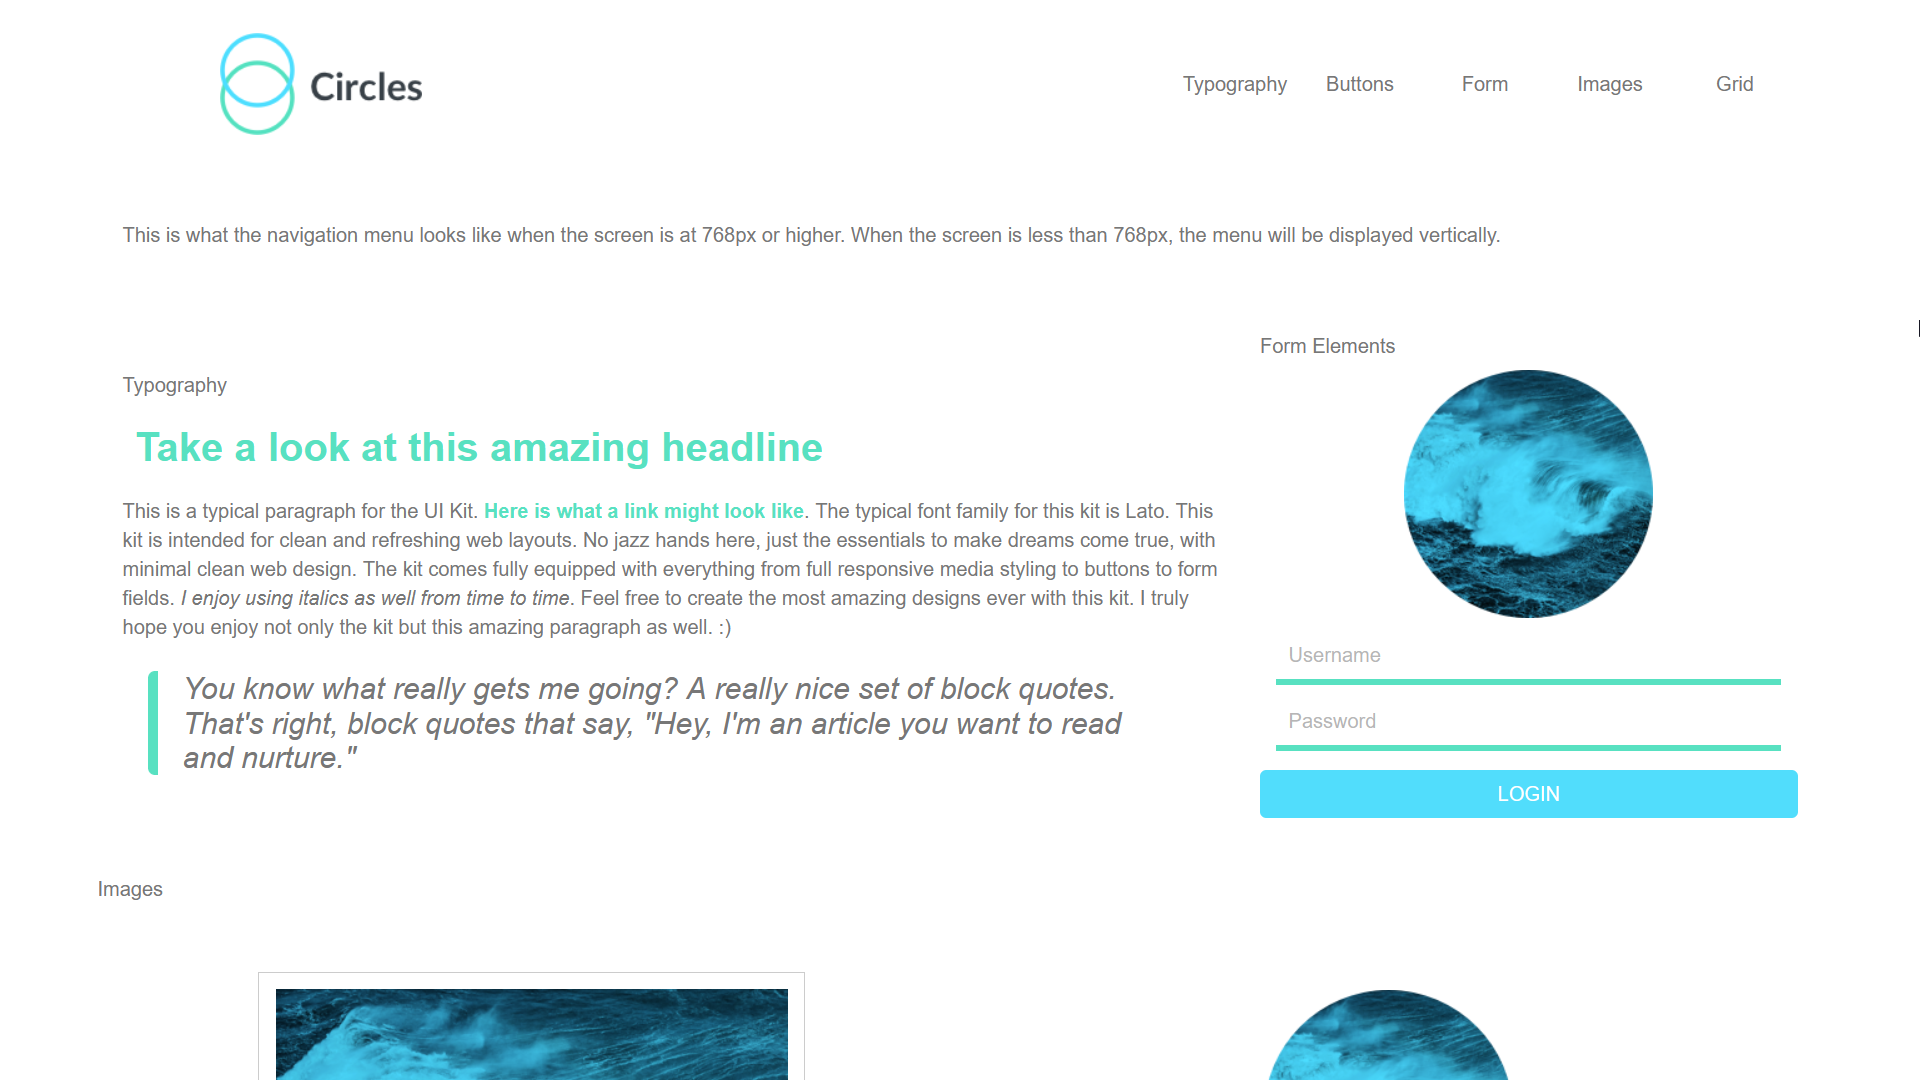 Circles
Typography
Buttons
Form
Images
Grid
This is what the navigation menu looks like when the screen is at 768px or higher. When the screen is less than 768px, the menu will be displayed vertically.
Typography
Take a look at this amazing headline
This is a typical paragraph for the UI Kit. Here is what a link might look like. The typical font family for this kit is Lato. This
kit is intended for clean and refreshing web layouts. No jazz hands here, just the essentials to make dreams come true, with
minimal clean web design. The kit comes fully equipped with everything from full responsive media styling to buttons to form
fields. I enjoy using italics as well from time to time. Feel free to create the most amazing designs ever with this kit. I truly
hope you enjoy not only the kit but this amazing paragraph as well. :)
You know what really gets me going? A really nice set of block quotes.
That's right, block quotes that say, "Hey, I'm an article you want to read
and nurture."
Form Elements
Username
Password
LOGIN
Images